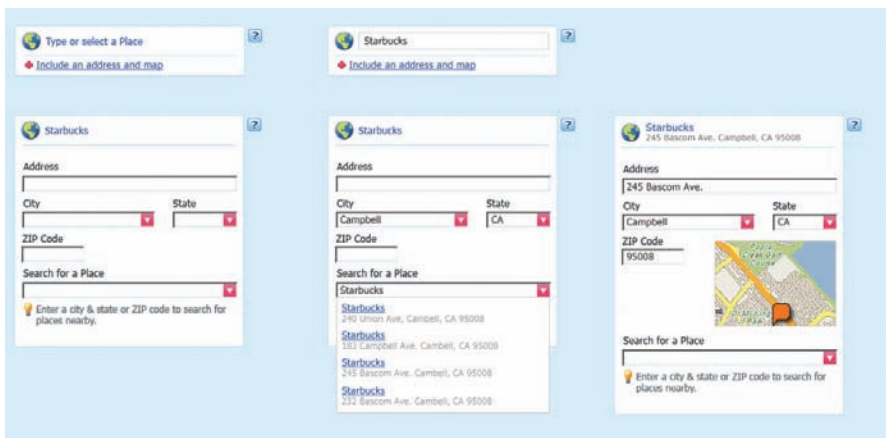 Type or select a Place
?
Include an address and map
Starbucks
?
Include an address and map
Starbucks
?
Address
City State
ZIP Code
Search for a Place
Enter a city & state or ZIP code to search for
places nearby.
Starbucks
?
Address
City State
Campbell CA
ZIP Code
Search for a Place
Starbucks
Starbucks
240 Union Ave, Cambell, CA 95008
Starbucks
183 Campbell Ave. Cambell, CA 95008
Starbucks
245 Bascom Ave. Cambell, CA 95008
Starbucks
232 Bascom Ave. Cambell, CA 95008
Starbucks
245 Bascom Ave. Campbell, CA 95008
?
Address
245 Bascom Ave.
City State
Campbell CA
ZIP Code
95008
Search for a Place
Enter a city & state or ZIP code to search for
places nearby.